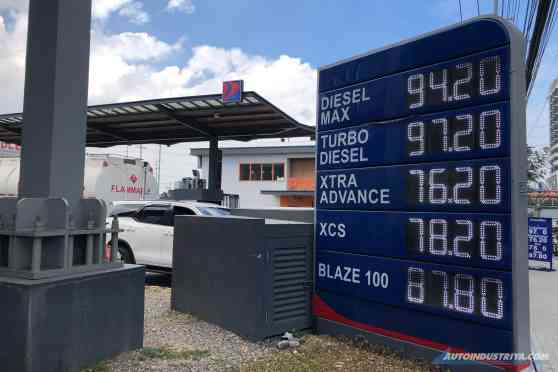 DIESEL MAX 94.20
TURBO DIESEL 97.20
XTRA ADVANCE 76.20
XCS 78.20
BLAZE 100 87.80
FLAMMA
AUTOINDUSTRIYA.COM